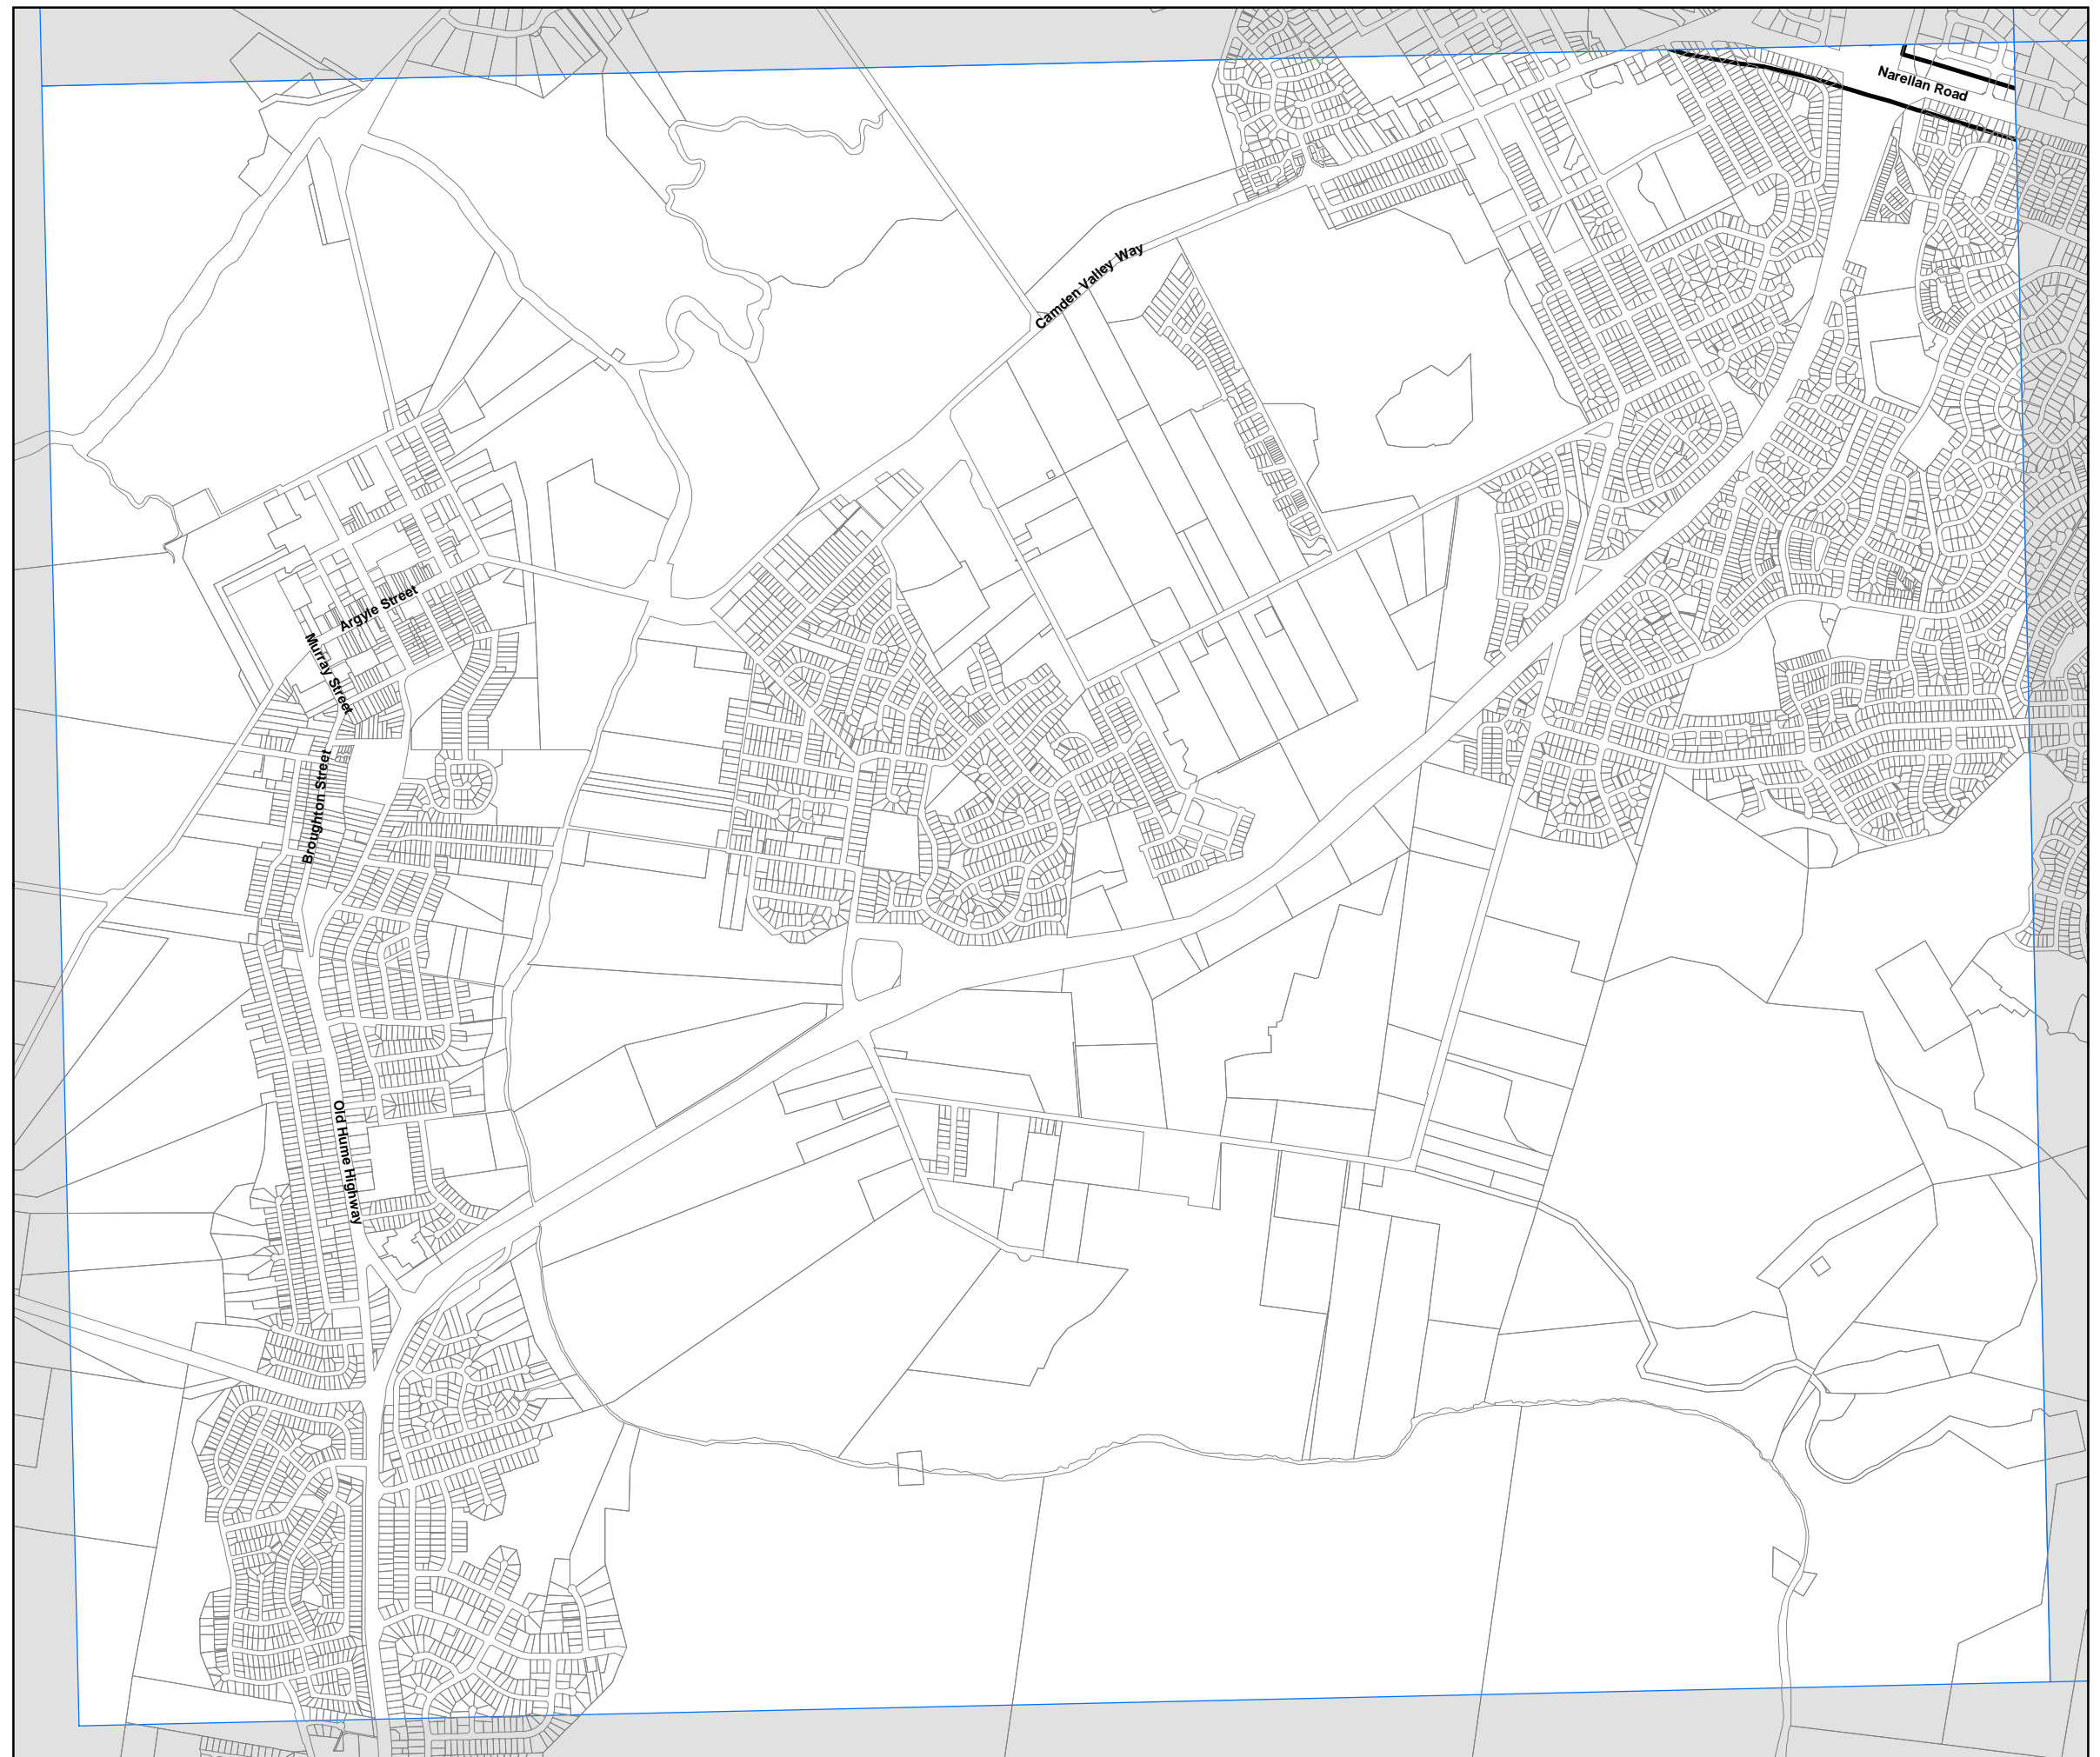 Narellan Road
Camden Valley Way
Argyle Street
Murray Street
Broughton Street
Old Hume Highway